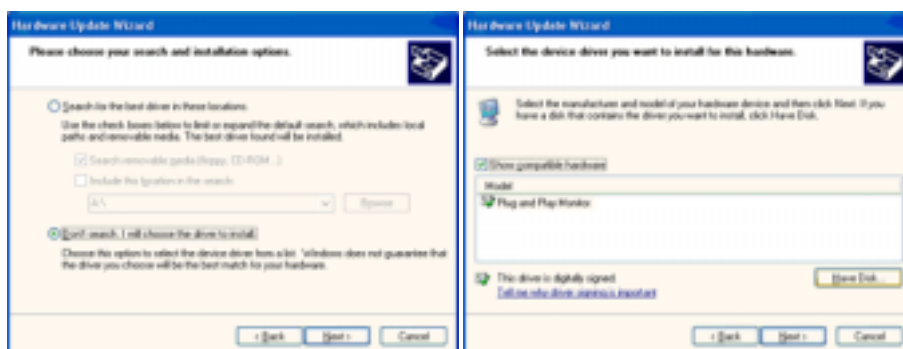 Hardware Update Wizard
Please choose your search and installation options.
Search for the best driver in these locations.
Use the check boxes below to limit or expand the default search, which includes local
paths and removable media. The best driver found will be installed.
Search removable media (floppy, CD-ROM...)
Include this location in the search:
A:\
Browse
Don't search. I will choose the driver to install.
Choose this option to select the device driver from a list. Windows does not guarantee that
the driver you choose will be the best match for your hardware.
< Back
Next >
Cancel
Hardware Update Wizard
Select the device driver you want to install for this hardware.
Select the manufacturer and model of your hardware device and then click Next. If you
have a disk that contains the driver you want to install, click Have Disk.
Show compatible hardware
Model
Plug and Play Monitor
This driver is digitally signed.
Tell me why driver signing is important
Have Disk...
< Back
Next >
Cancel